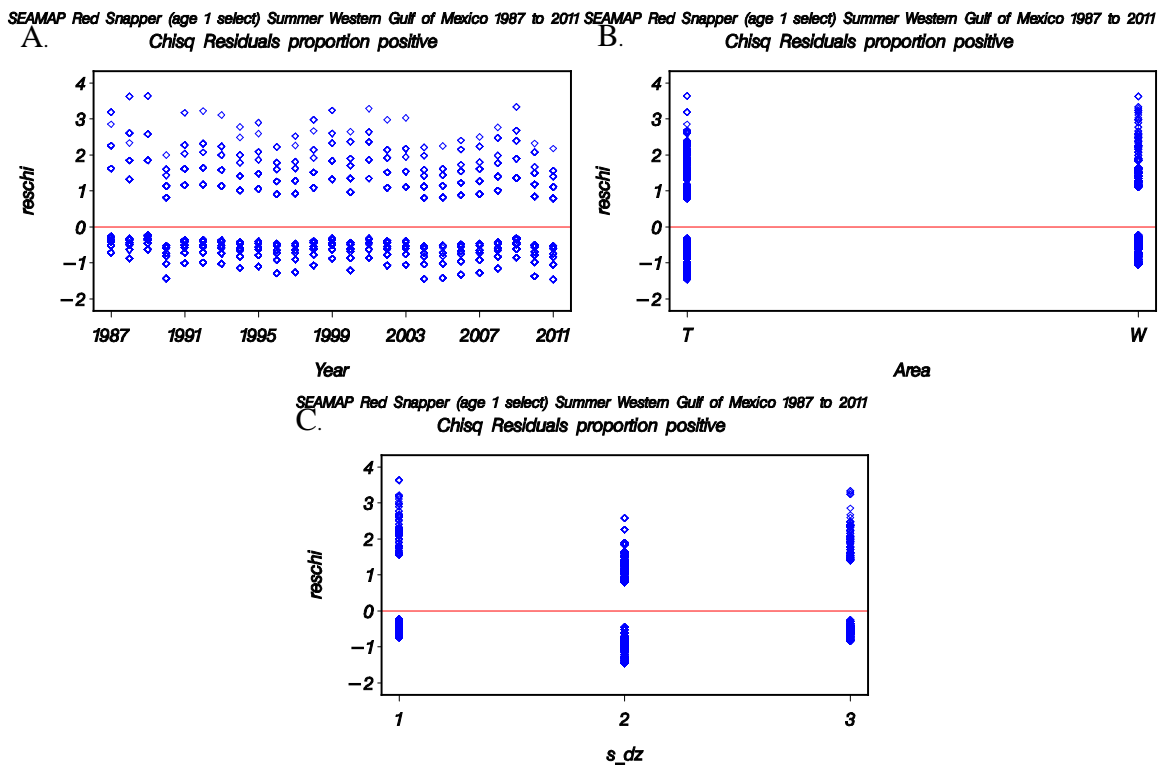 SEAMAP Red Snapper (age 1 select) Summer Western Gulf of Mexico 1987 to 2011
A.
Chisq Residuals proportion positive
4
3
2
1
0
−1
−2
reschi
1987 1991 1995 1999 2003 2007 2011
Year
SEAMAP Red Snapper (age 1 select) Summer Western Gulf of Mexico 1987 to 2011
B.
Chisq Residuals proportion positive
4
3
2
1
0
−1
−2
reschi
T W
Area
SEAMAP Red Snapper (age 1 select) Summer Western Gulf of Mexico 1987 to 2011
C.
Chisq Residuals proportion positive
4
3
2
1
0
−1
−2
reschi
1 2 3
s_dz